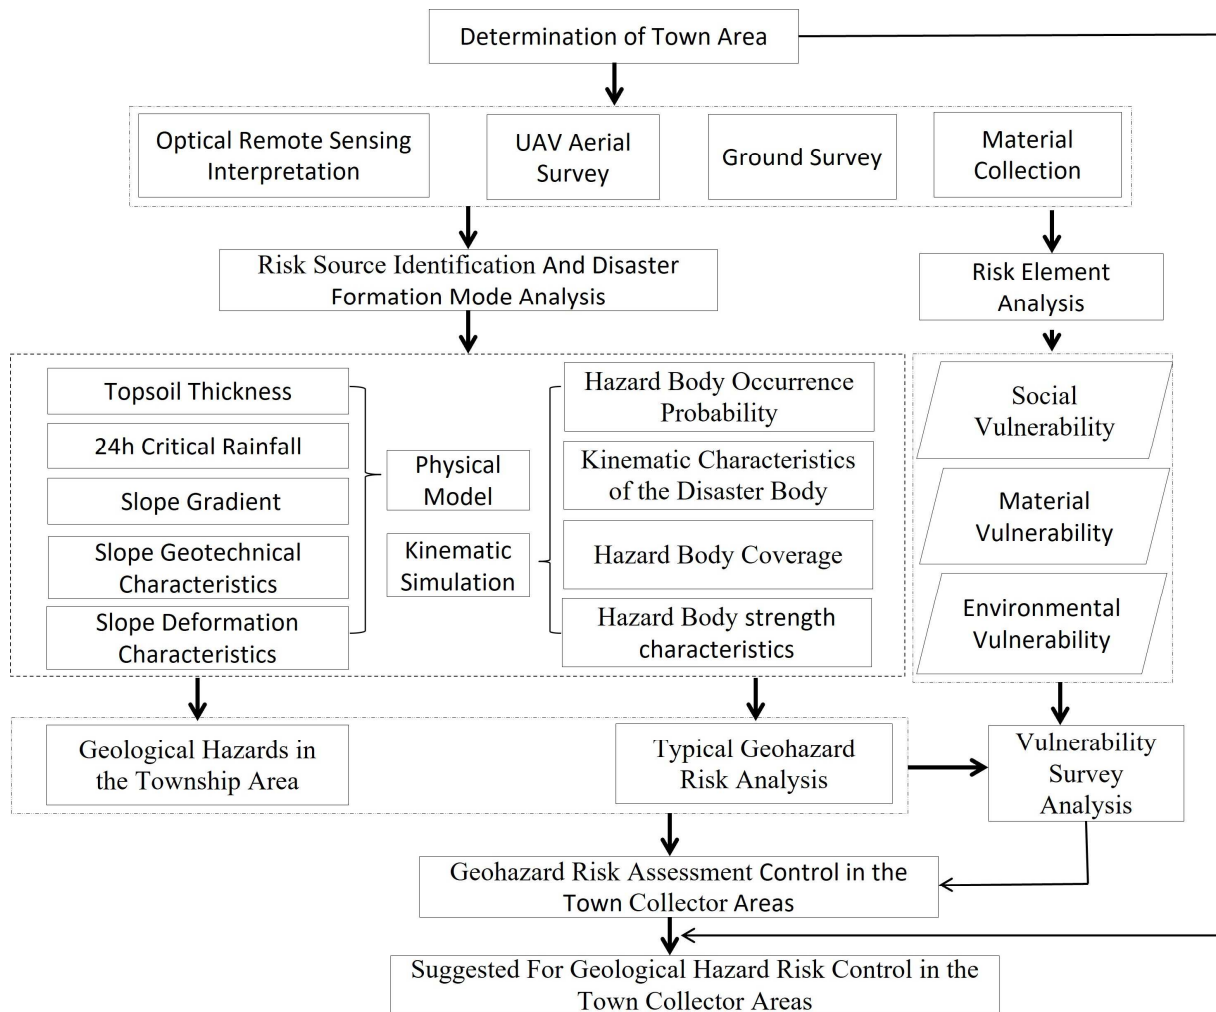 Determination of Town Area
Optical Remote Sensing
Interpretation
UAV Aerial
Survey
Ground Survey
Material
Collection
Risk Source Identification And Disaster
Formation Mode Analysis
Risk Element
Analysis
Topsoil Thickness
24h Critical Rainfall
Slope Gradient
Slope Geotechnical
Characteristics
Slope Deformation
Characteristics
Physical
Model
Kinematic
Simulation
Hazard Body Occurrence
Probability
Kinematic Characteristics
of the Disaster Body
Hazard Body Coverage
Hazard Body strength
characteristics
Social
Vulnerability
Material
Vulnerability
Environmental
Vulnerability
Geological Hazards in
the Township Area
Typical Geohazard
Risk Analysis
Vulnerability
Survey
Analysis
Geohazard Risk Assessment Control in the
Town Collector Areas
Suggested For Geological Hazard Risk Control in the
Town Collector Areas